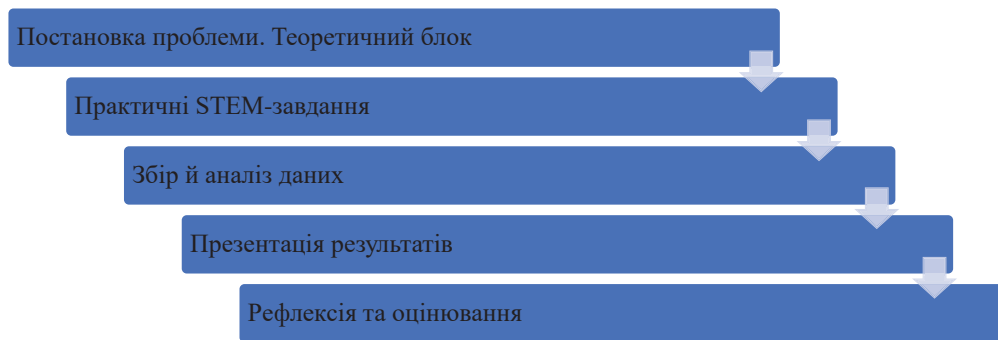 Постановка проблеми. Теоретичний блок
Практичні STEM-завдання
Збір й аналіз даних
Презентація результатів
Рефлексія та оцінювання